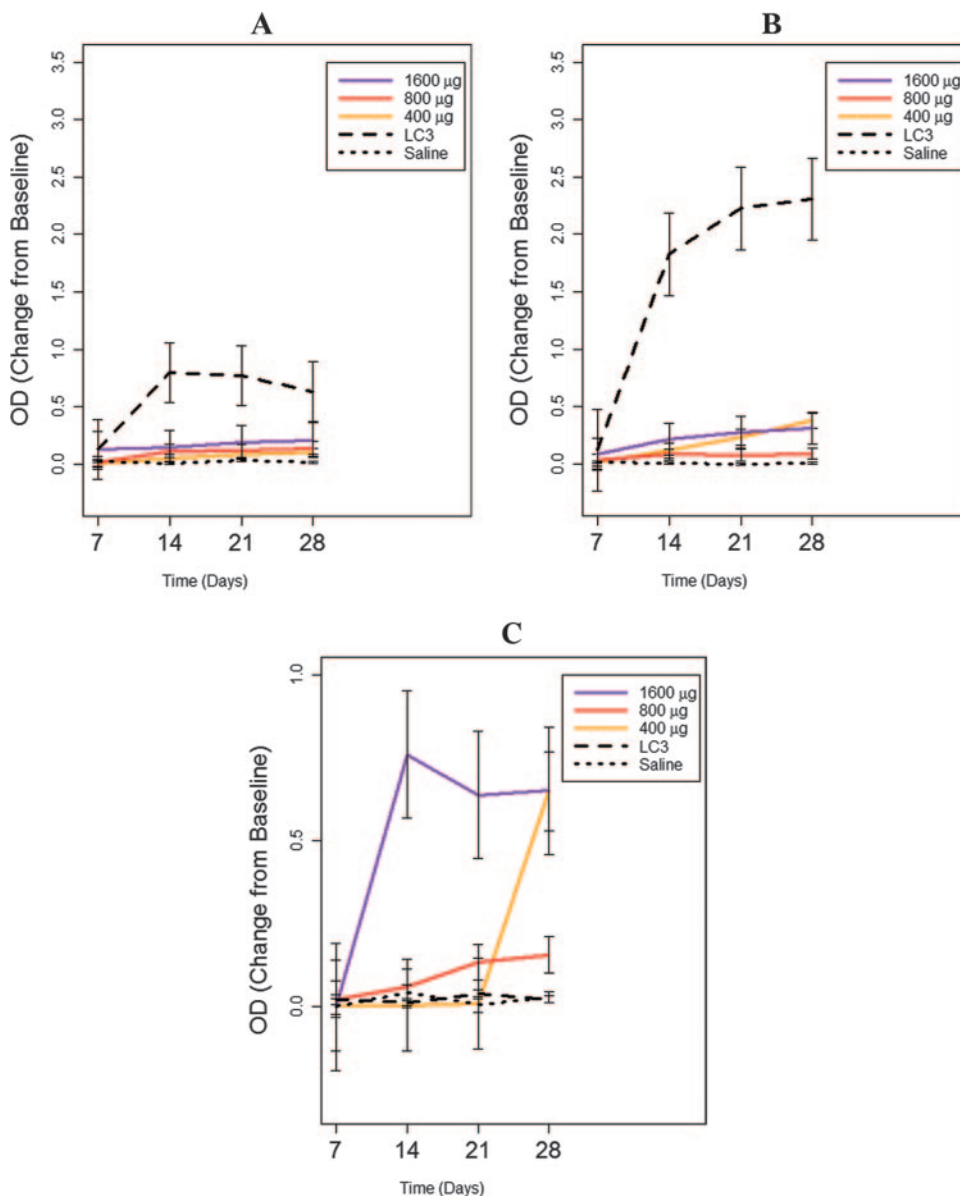 A
OD (Change from Baseline)
3.5
3.0
2.5
2.0
1.5
1.0
0.5
0.0
1600 μg
800 μg
400 μg
LC3
Saline
7 14 21 28
Time (Days)
B
OD (Change from Baseline)
3.5
3.0
2.5
2.0
1.5
1.0
0.5
0.0
1600 μg
800 μg
400 μg
LC3
Saline
7 14 21 28
Time (Days)
C
OD (Change from Baseline)
1.0
0.5
0.0
1600 μg
800 μg
400 μg
LC3
Saline
7 14 21 28
Time (Days)